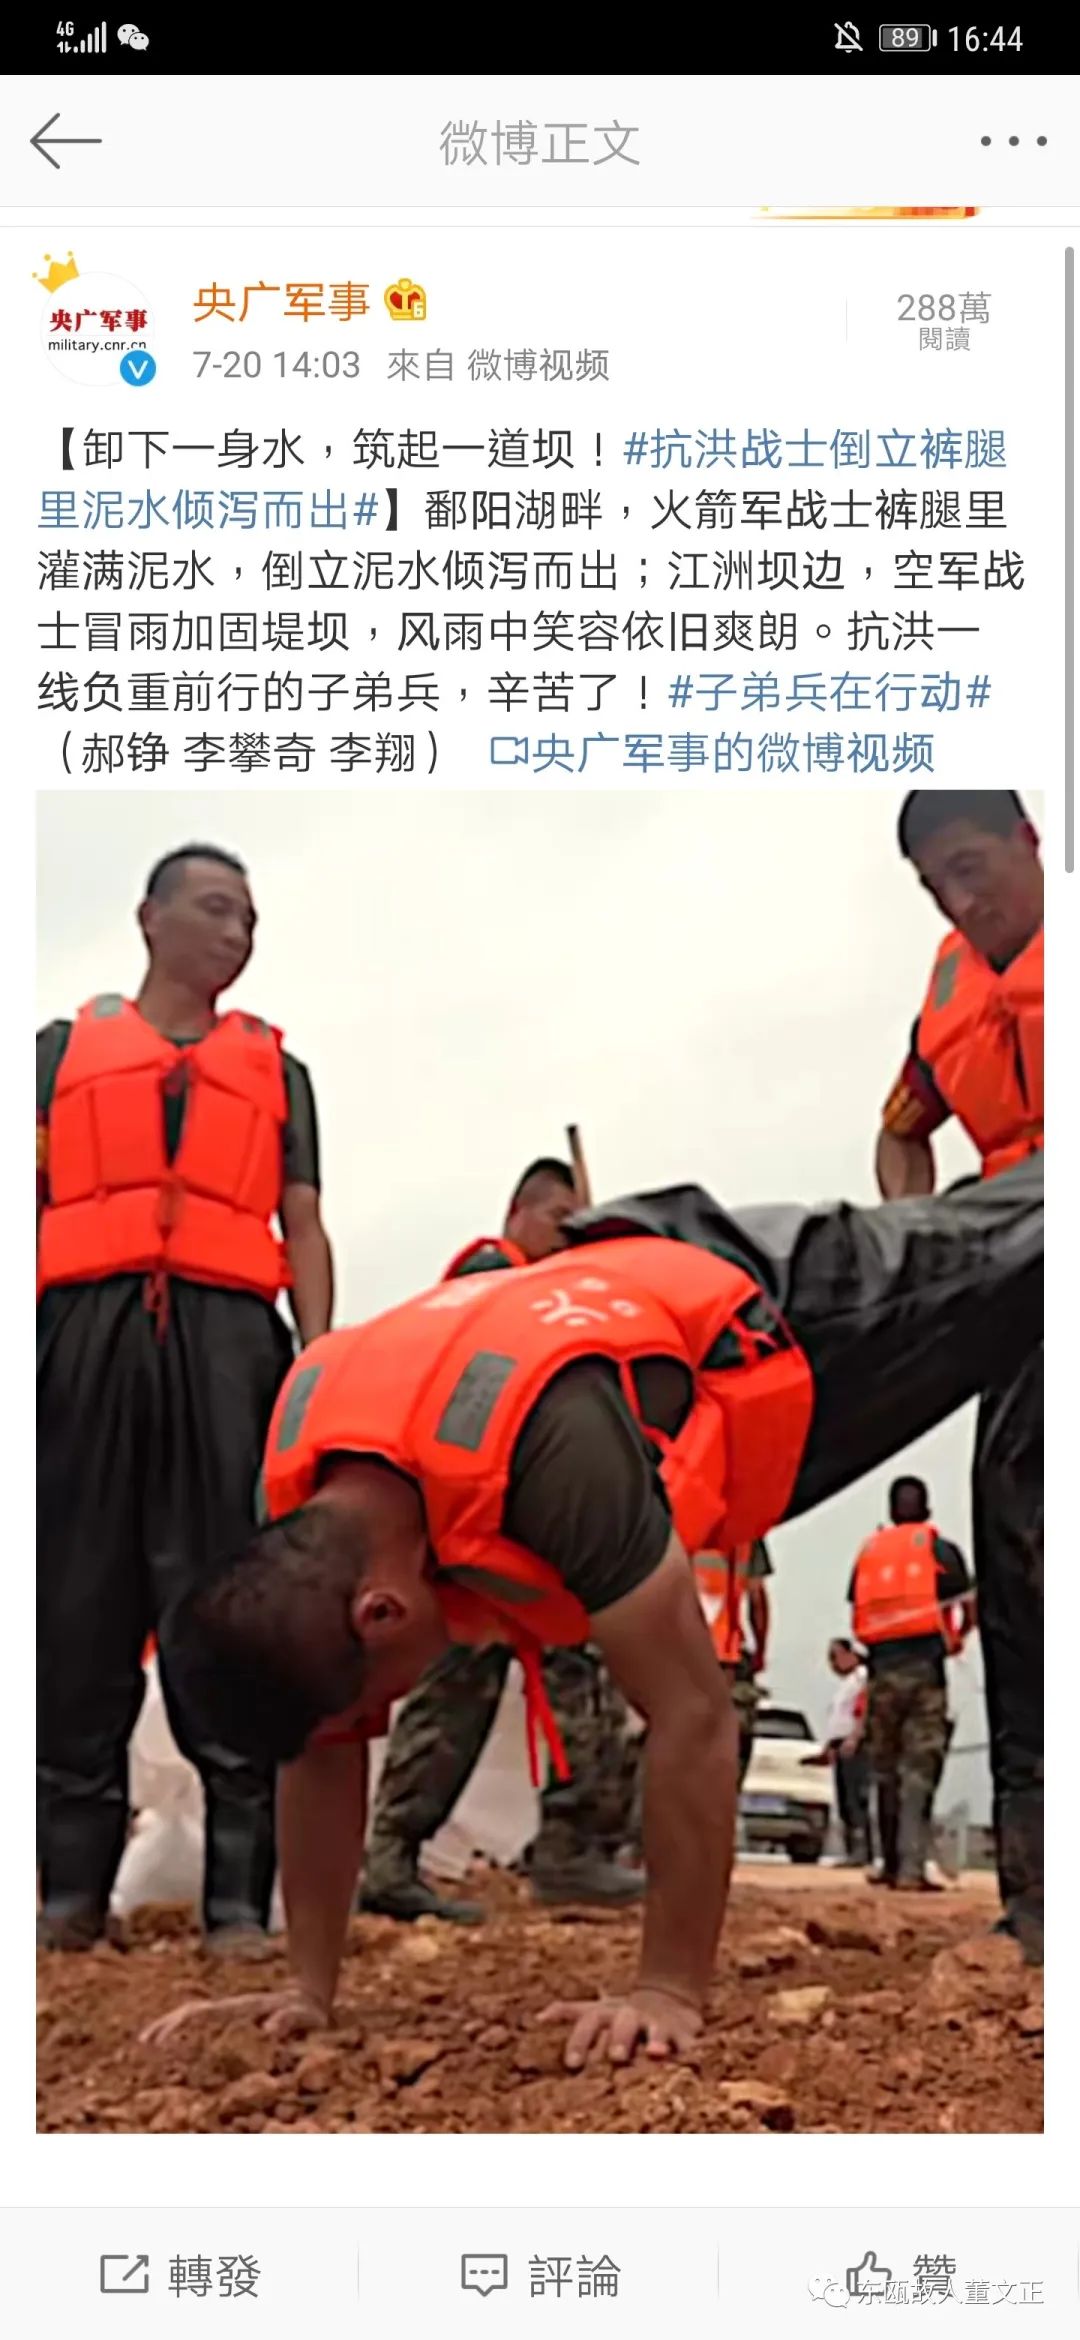 4G
89
16:44
微博正文
央广军事
288萬
閱讀
央广军事
military.cnr.cn
7-20 14:03 來自 微博视频
【卸下一身水，筑起一道坝！#抗洪战士倒立裤腿
里泥水倾泻而出#】鄱阳湖畔，火箭军战士裤腿里
灌满泥水，倒立泥水倾泻而出；江洲坝边，空军战
士冒雨加固堤坝，风雨中笑容依旧爽朗。抗洪一
线负重前行的子弟兵，辛苦了！#子弟兵在行动#
（郝铮 李攀奇 李翔） 央广军事的微博视频
轉發
評論
贊
东瓯故人董文正